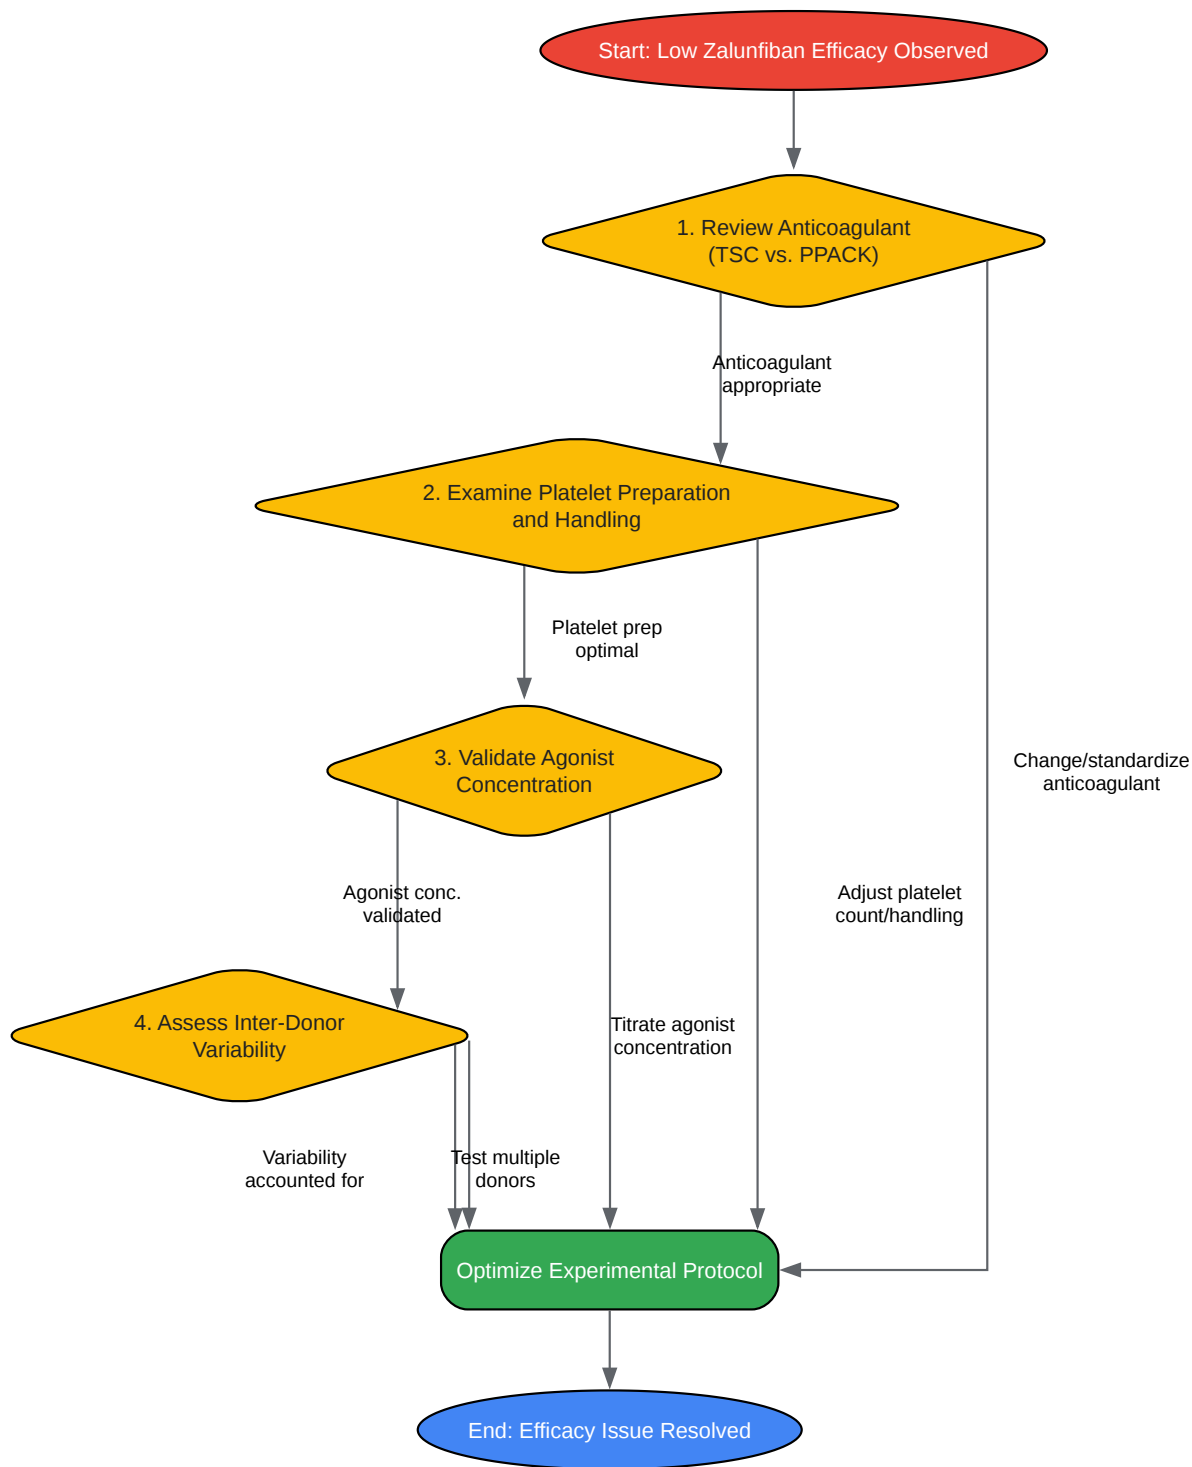 Start: Low Zalunfiban Efficacy Observed
1. Review Anticoagulant
(TSC vs. PPACK)
Anticoagulant
appropriate
2. Examine Platelet Preparation
and Handling
Platelet prep
optimal
3. Validate Agonist
Concentration
Change/standardize
anticoagulant
Agonist conc.
validated
Adjust platelet
count/handling
4. Assess Inter-Donor
Variability
Titrate agonist
concentration
Variability
accounted for
Test multiple
donors
Optimize Experimental Protocol
End: Efficacy Issue Resolved